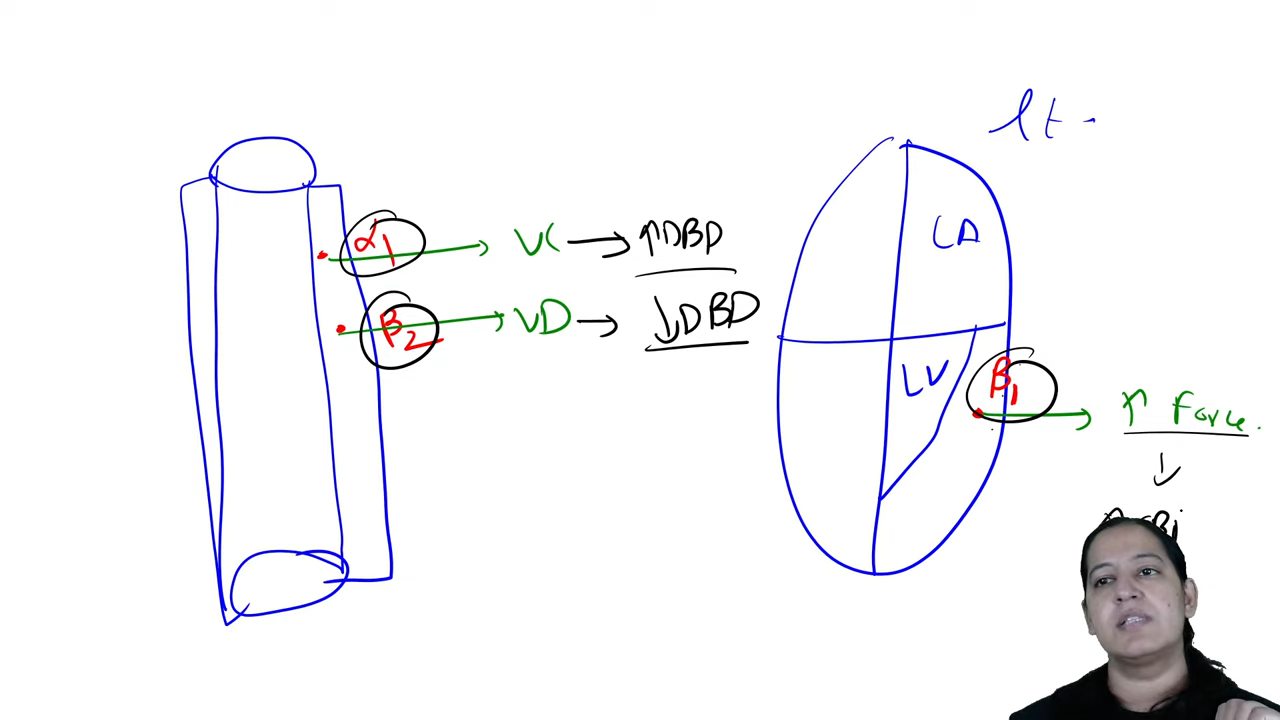 lt
α1 → VC → ↑DBP
β2 → VD → ↓DBP
LA
LV
β1 → ↑ Force.
↓